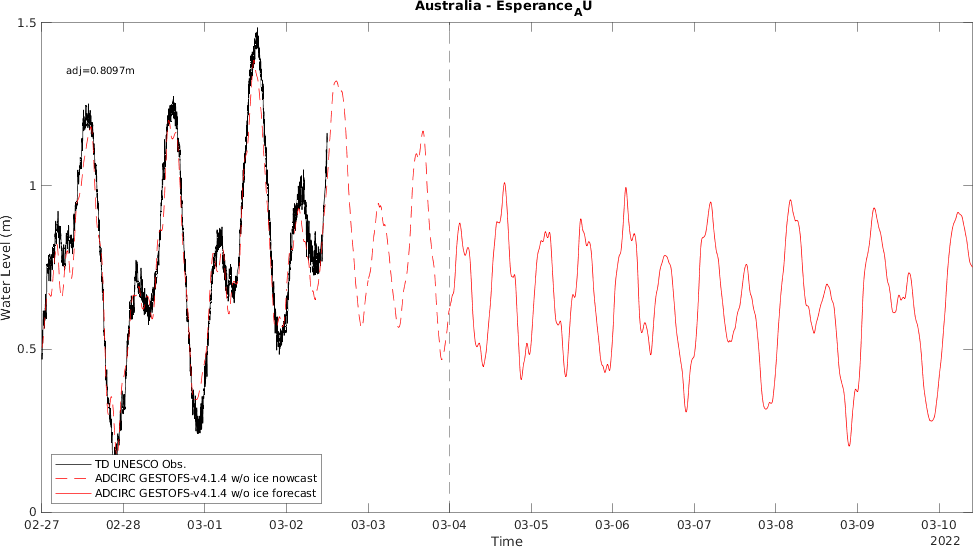 Australia - Esperance_AU
adj=0.8097m
1.5
1
0.5
0
Water Level (m)
TD UNESCO Obs.
ADCIRC GESTOFS-v4.1.4 w/o ice nowcast
ADCIRC GESTOFS-v4.1.4 w/o ice forecast
02-27 02-28 03-01 03-02 03-03 03-04 03-05 03-06 03-07 03-08 03-09 03-10
Time
2022